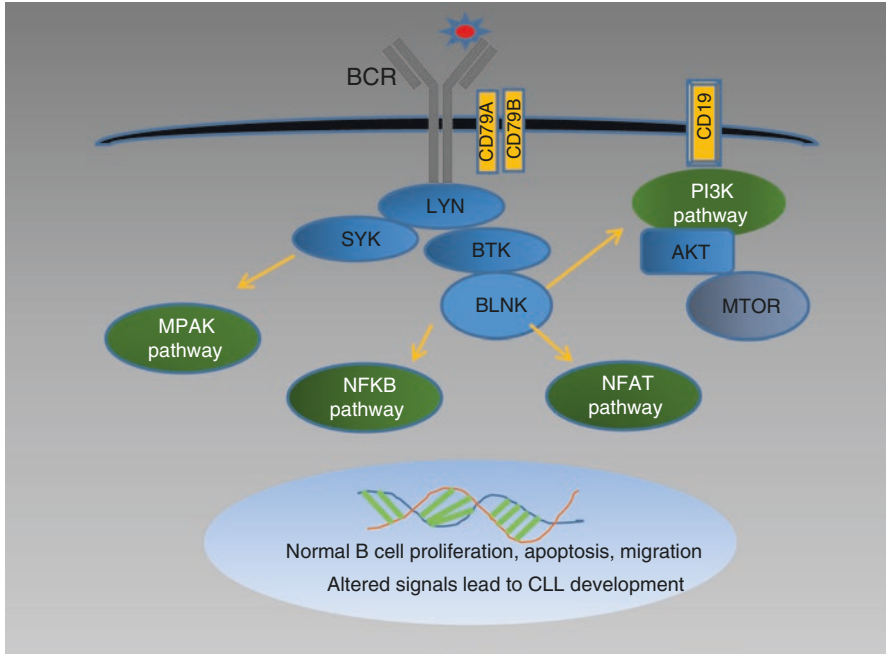 BCR
CD79A
CD79B
CD19
LYN
SYK
BTK
BLNK
PI3K
pathway
AKT
MTOR
MPAK
pathway
NFKB
pathway
NFAT
pathway
Normal B cell proliferation, apoptosis, migration
Altered signals lead to CLL development